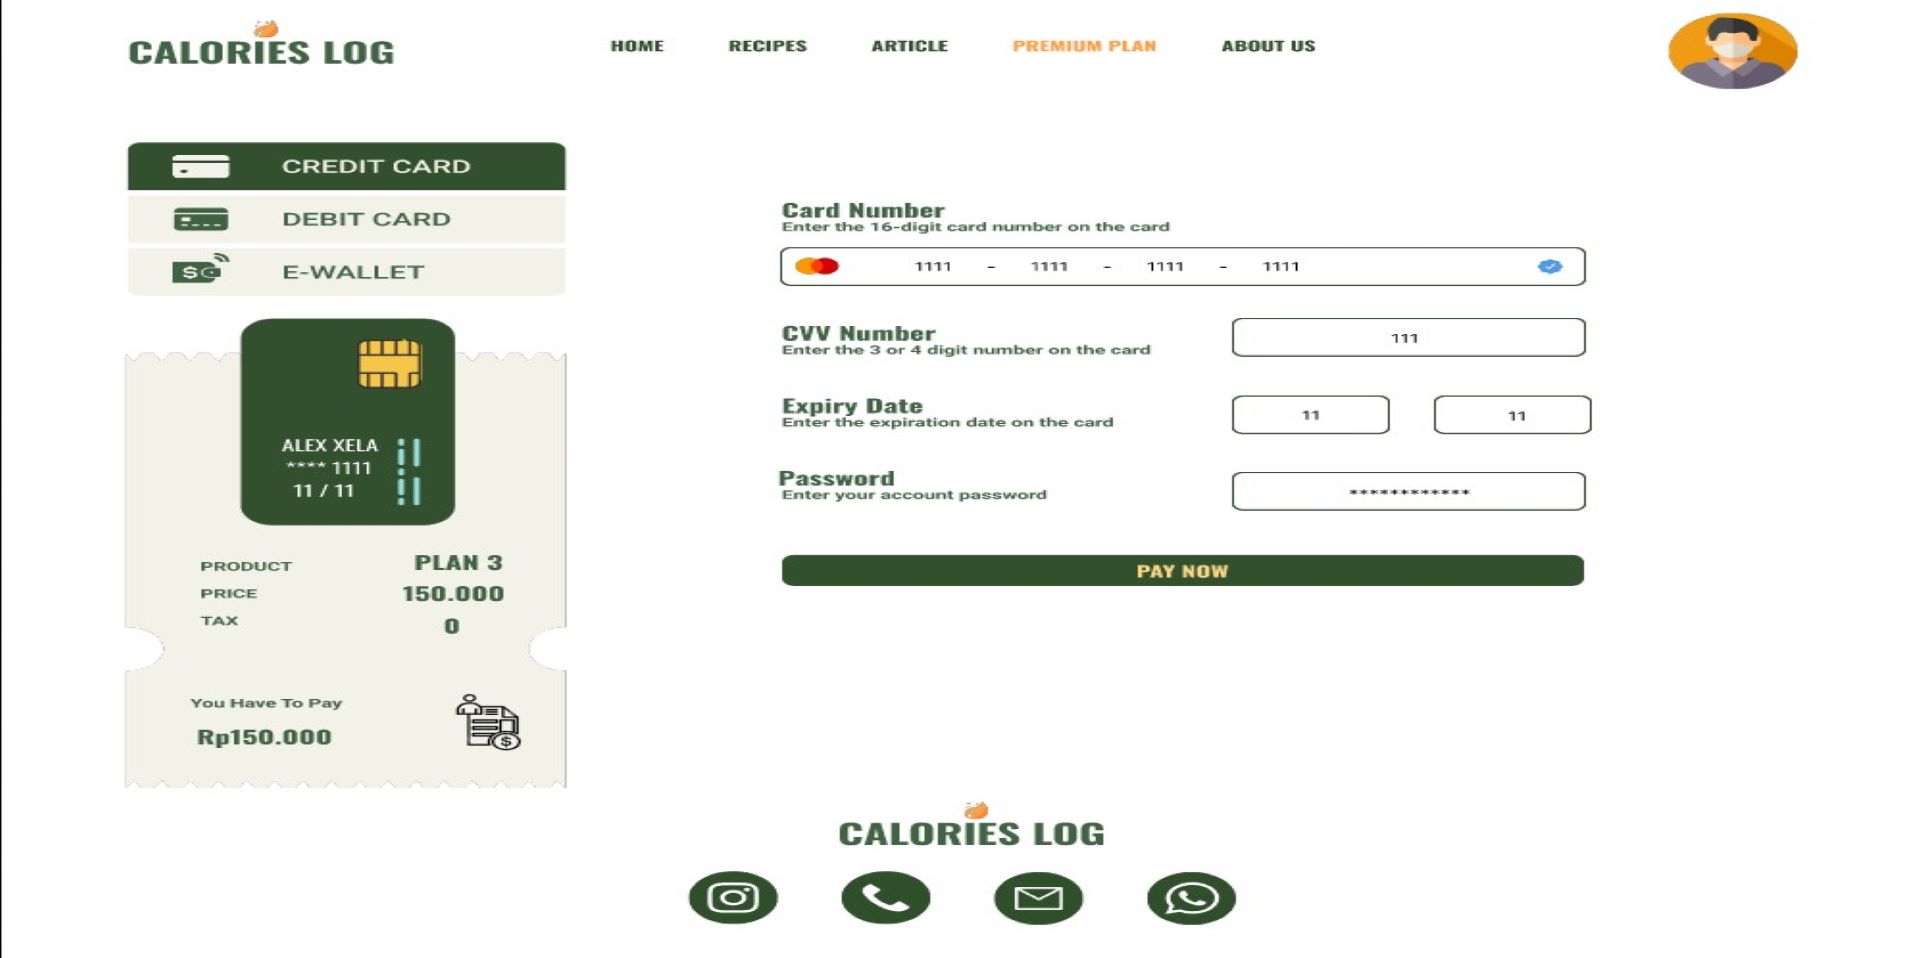 CALORIES LOG
HOME RECIPES ARTICLE PREMIUM PLAN ABOUT US
CREDIT CARD
DEBIT CARD
$ E-WALLET
ALEX XELA
**** 1111
11 / 11
PRODUCT PLAN 3
PRICE 150.000
TAX 0
You Have To Pay
Rp150.000
$
Card Number
Enter the 16-digit card number on the card
1111 - 1111 - 1111 - 1111
CVV Number
Enter the 3 or 4 digit number on the card
111
Expiry Date
Enter the expiration date on the card
11 11
Password
Enter your account password
************
PAY NOW
CALORIES LOG